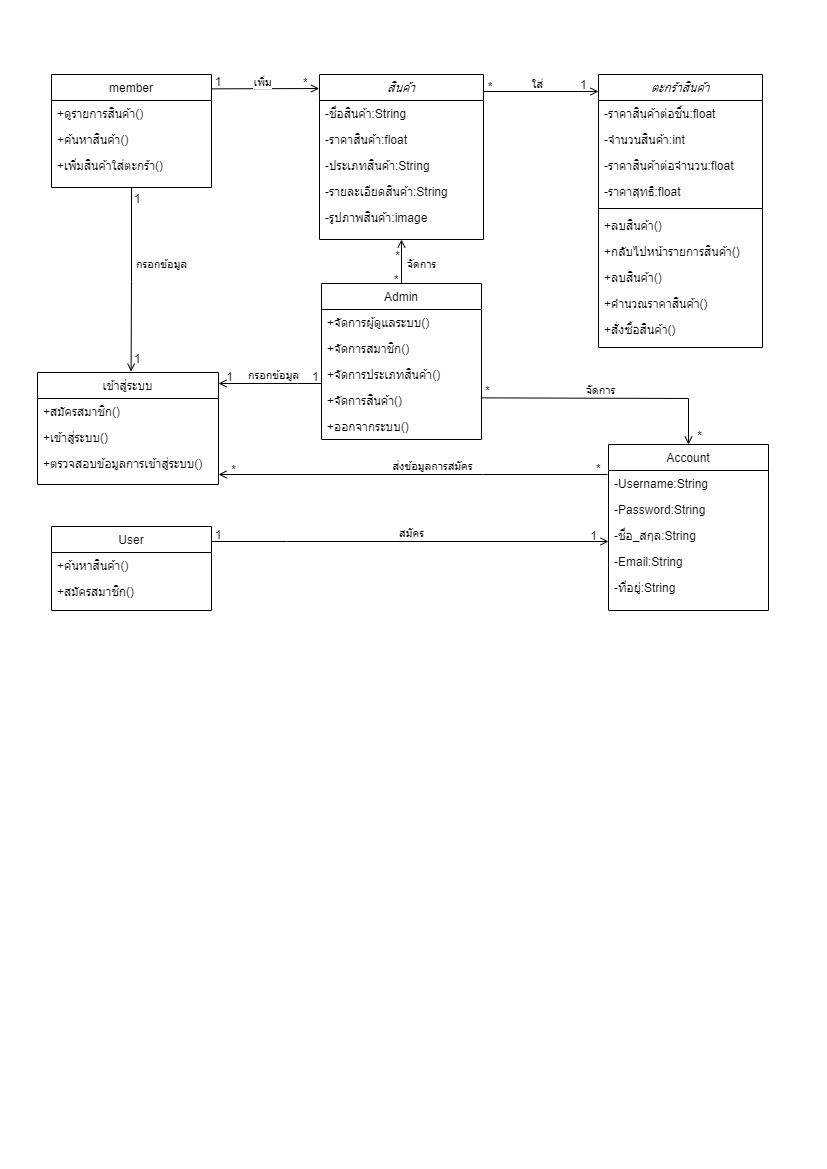 member
+ดูรายการสินค้า()
+ค้นหาสินค้า()
+เพิ่มสินค้าใส่ตะกร้า()
1
เพิ่ม
*
สินค้า
-ชื่อสินค้า:String
-ราคาสินค้า:float
-ประเภทสินค้า:String
-รายละเอียดสินค้า:String
-รูปภาพสินค้า:image
*
ใส่
1
ตะกร้าสินค้า
-ราคาสินค้าต่อชิ้น:float
-จำนวนสินค้า:int
-ราคาสินค้าต่อจำนวน:float
-ราคาสุทธิ:float
+ลบสินค้า()
+กลับไปหน้ารายการสินค้า()
+ลบสินค้า()
+คำนวณราคาสินค้า()
+สั่งซื้อสินค้า()
1
กรอกข้อมูล
1
*
จัดการ
*
Admin
+จัดการผู้ดูแลระบบ()
+จัดการสมาชิก()
+จัดการประเภทสินค้า()
+จัดการสินค้า()
+ออกจากระบบ()
เข้าสู่ระบบ
+สมัครสมาชิก()
+เข้าสู่ระบบ()
+ตรวจสอบข้อมูลการเข้าสู่ระบบ()
1
กรอกข้อมูล
1
*
จัดการ
*
*
ส่งข้อมูลการสมัคร
*
Account
-Username:String
-Password:String
-ชื่อ_สกุล:String
-Email:String
-ที่อยู่:String
User
+ค้นหาสินค้า()
+สมัครสมาชิก()
1
สมัคร
1